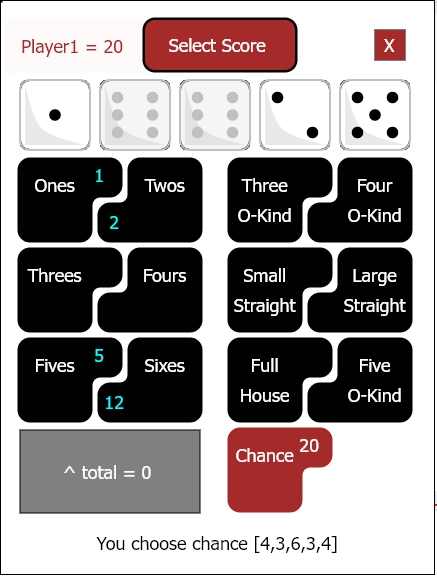 Player1 = 20
Select Score
X
Ones
1
Twos
2
Three
O-Kind
Four
O-Kind
Threes
Fours
Small
Straight
Large
Straight
Fives
5
Sixes
12
Full
House
Five
O-Kind
^ total = 0
Chance
20
You choose chance [4,3,6,3,4]